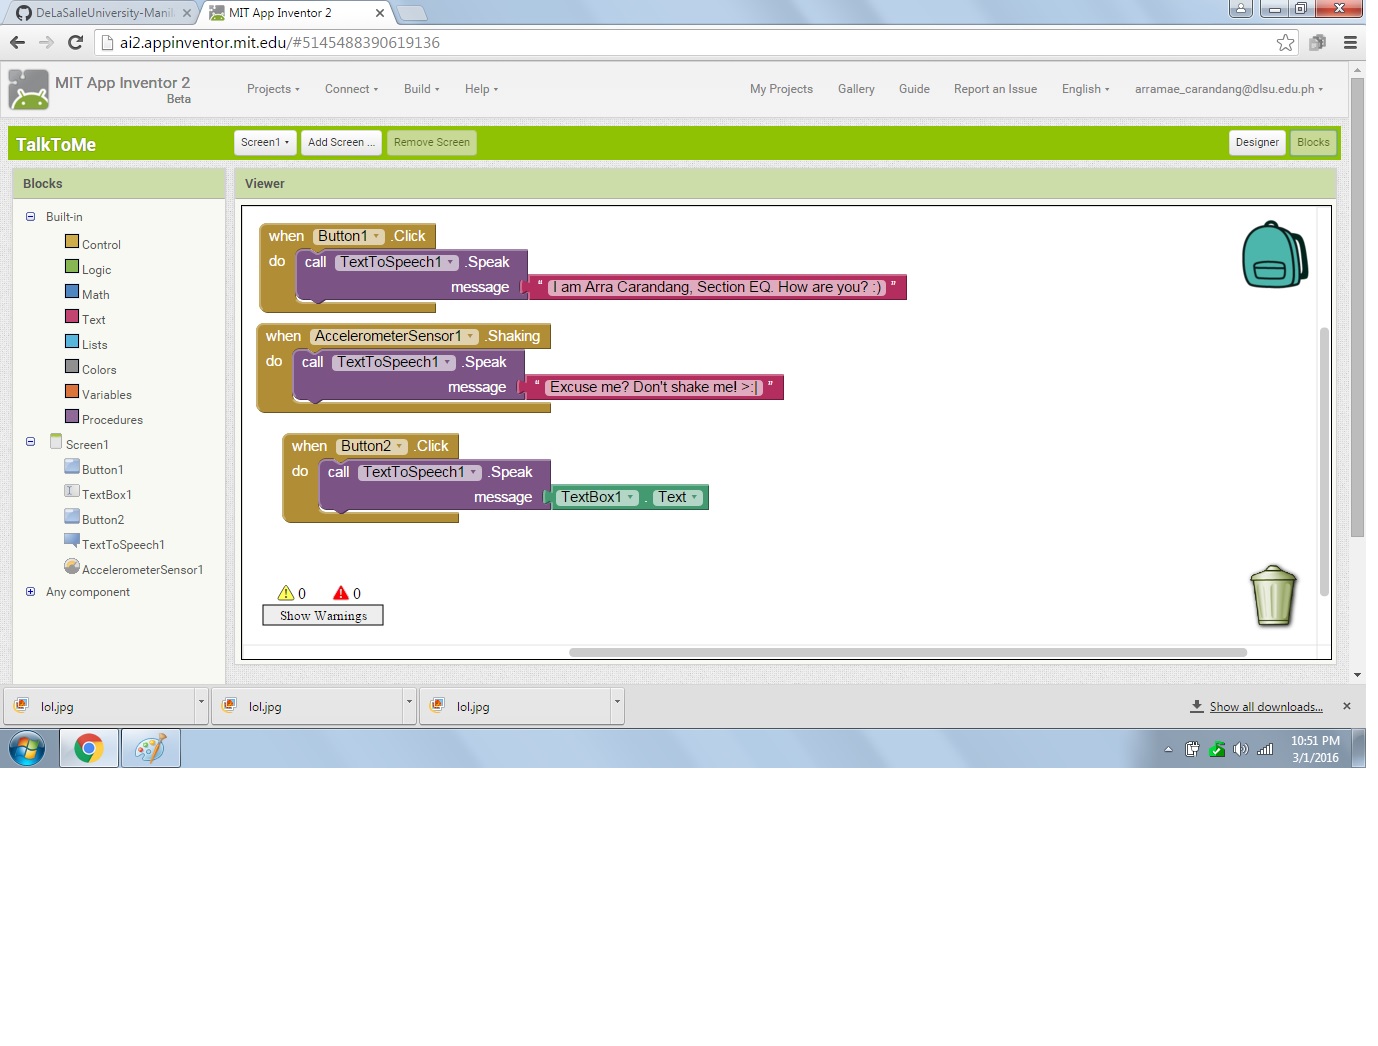 DeLaSalleUniversity-Manil
MIT App Inventor 2
ai2.appinventor.mit.edu/#5145488390619136
MIT App Inventor 2
Beta
Projects
Connect
Build
Help
My Projects
Gallery
Guide
Report an Issue
English
arramae_carandang@dlsu.edu.ph
TalkToMe
Screen1
Add Screen ...
Remove Screen
Designer
Blocks
Blocks
Viewer
Built-in
Control
Logic
Math
Text
Lists
Colors
Variables
Procedures
Screen1
Button1
TextBox1
Button2
TextToSpeech1
AccelerometerSensor1
Any component
when Button1 .Click
do call TextToSpeech1 .Speak
message " I am Arra Carandang, Section EQ. How are you? :) "
when AccelerometerSensor1 .Shaking
do call TextToSpeech1 .Speak
message " Excuse me? Don't shake me! >:| "
when Button2 .Click
do call TextToSpeech1 .Speak
message TextBox1 . Text
0 0
Show Warnings
lol.jpg
lol.jpg
lol.jpg
Show all downloads...
10:51 PM
3/1/2016